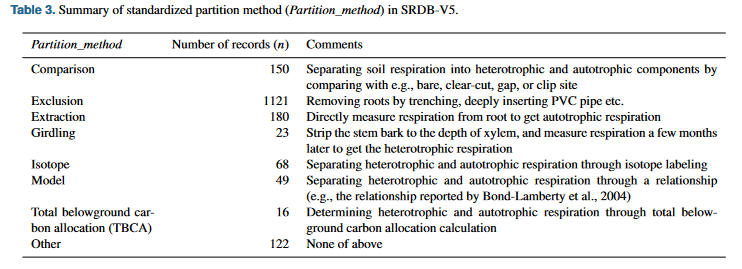 Table 3. Summary of standardized partition method (Partition_method) in SRDB-V5.
Partition_method Number of records (n) Comments
Comparison 150 Separating soil respiration into heterotrophic and autotrophic components by
comparing with e.g., bare, clear-cut, gap, or clip site
Exclusion 1121 Removing roots by trenching, deeply inserting PVC pipe etc.
Extraction 180 Directly measure respiration from root to get autotrophic respiration
Girdling 23 Strip the stem bark to the depth of xylem, and measure respiration a few months
later to get the heterotrophic respiration
Isotope 68 Separating heterotrophic and autotrophic respiration through isotope labeling
Model 49 Separating heterotrophic and autotrophic respiration through a relationship
(e.g., the relationship reported by Bond-Lamberty et al., 2004)
Total belowground car- 16 Determining heterotrophic and autotrophic respiration through total below-
bon allocation (TBCA) ground carbon allocation calculation
Other 122 None of above